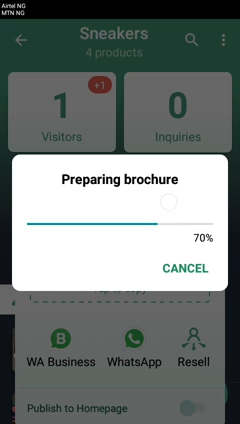 Airtel NG
MTN NG
Sneakers
4 products
+1
1
0
Visitors
Inquiries
Preparing brochure
70%
CANCEL
WA Business
WhatsApp
Resell
Publish to Homepage